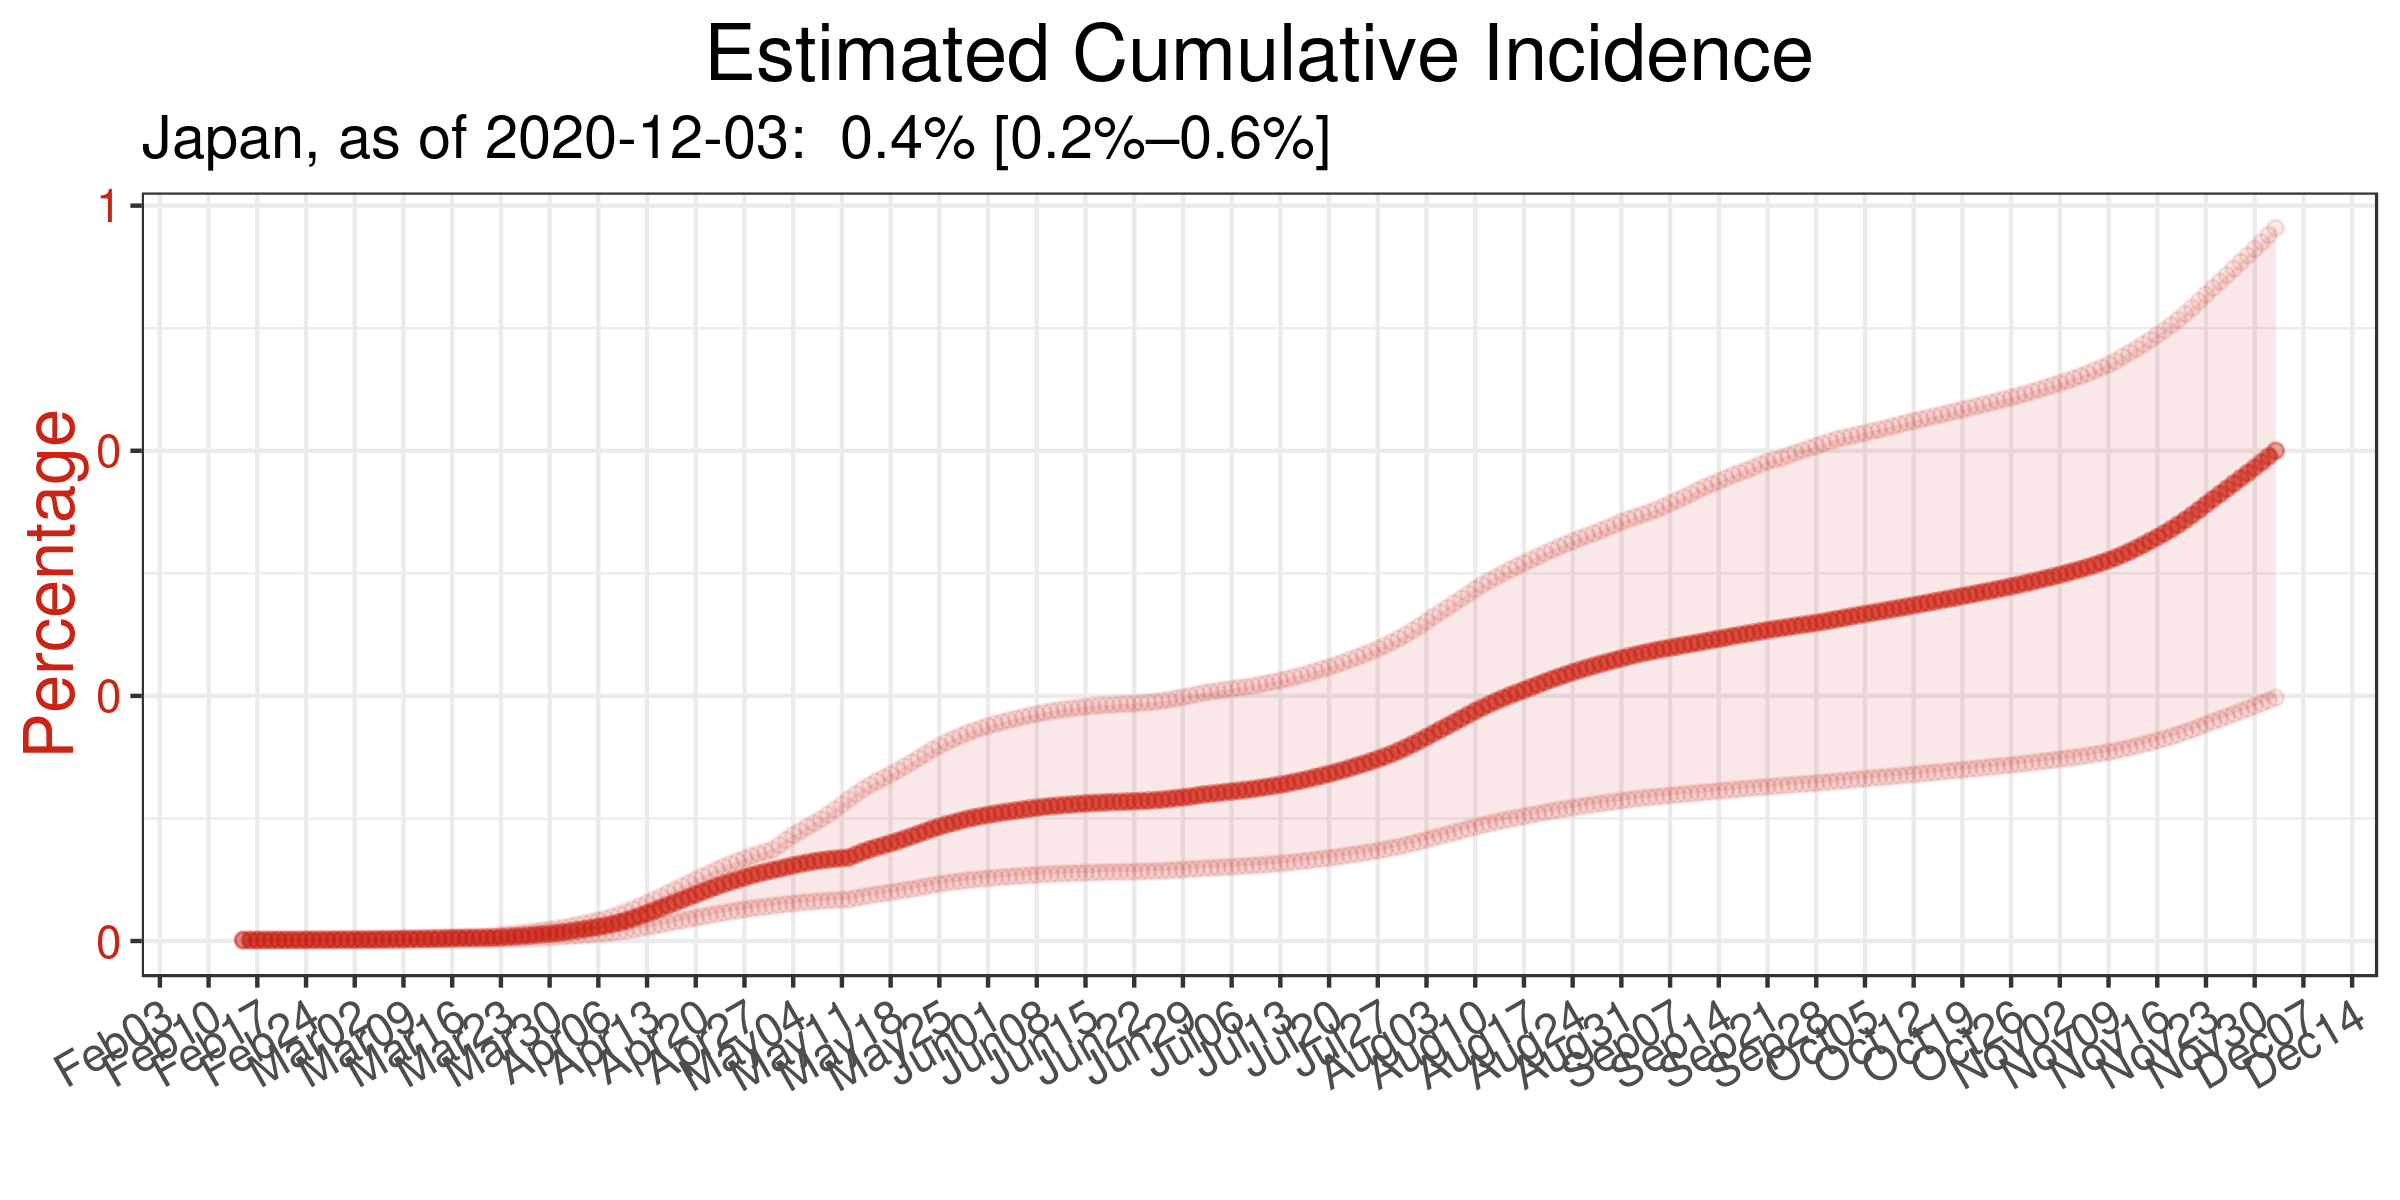 Estimated Cumulative Incidence
Japan, as of 2020-12-03:  0.4% [0.2%–0.6%]
Percentage
1
0
0
0
Feb03
Feb10
Feb17
Feb24
Mar02
Mar09
Mar16
Mar23
Mar30
Apr06
Apr13
Apr20
Apr27
May04
May11
May18
May25
Jun01
Jun08
Jun15
Jun22
Jun29
Jul06
Jul13
Jul20
Jul27
Aug03
Aug10
Aug17
Aug24
Aug31
Sep07
Sep14
Sep21
Sep28
Oct05
Oct12
Oct19
Oct26
Nov02
Nov09
Nov16
Nov23
Nov30
Dec07
Dec14